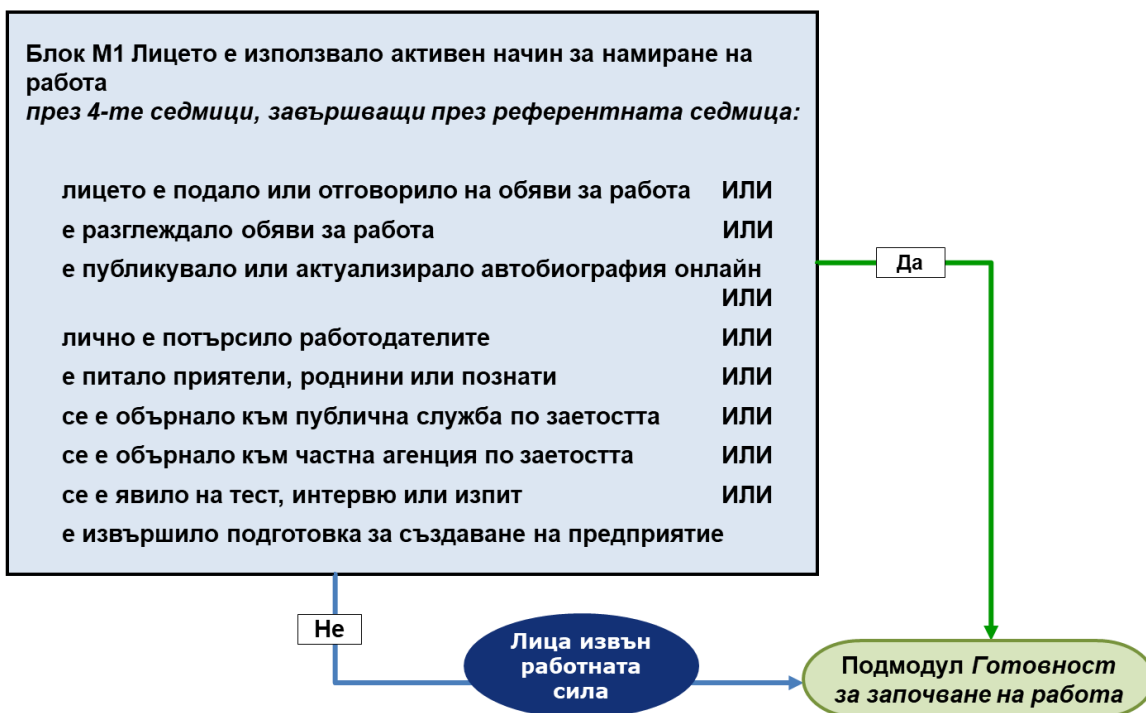 Блок М1 Лицето е използвало активен начин за намиране на
работа
през 4-те седмици, завършващи през референтната седмица:
лицето е подало или отговорило на обяви за работа ИЛИ
е разглеждало обяви за работа ИЛИ
е публикувало или актуализирало автобиография онлайн
ИЛИ
лично е потърсило работодателите ИЛИ
е питало приятели, роднини или познати ИЛИ
се е обърнало към публична служба по заетостта ИЛИ
се е обърнало към частна агенция по заетостта ИЛИ
се е явило на тест, интервю или изпит ИЛИ
е извършило подготовка за създаване на предприятие
Да
Не
Лица извън
работната
сила
Подмодул Готовност
за започване на работа